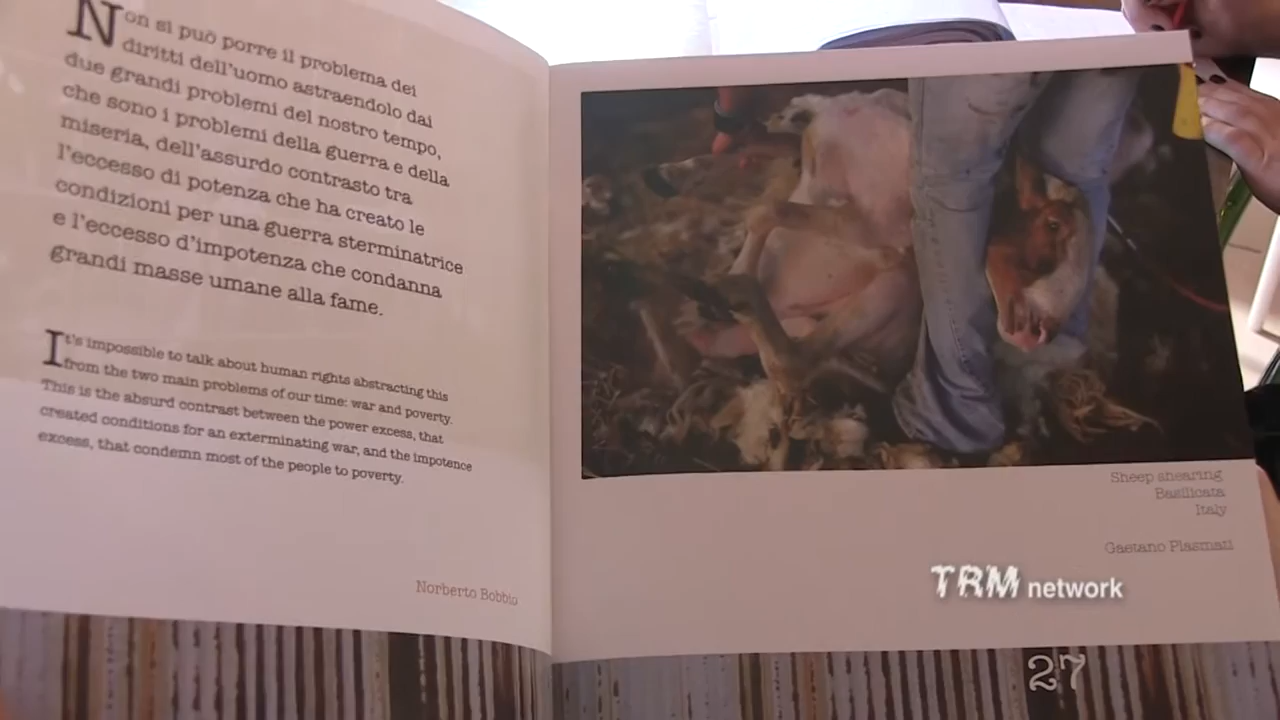 Non si può porre il problema dei
diritti dell'uomo astraendolo dai
due grandi problemi del nostro tempo,
che sono i problemi della guerra e della
miseria, dell'assurdo contrasto tra
l'eccesso di potenza che ha creato le
condizioni per una guerra sterminatrice
e l'eccesso d'impotenza che condanna
grandi masse umane alla fame.
It's impossible to talk about human rights abstracting this
from the two main problems of our time: war and poverty.
This is the absurd contrast between the power excess, that
created conditions for an exterminating war, and the impotence
excess, that condemn most of the people to poverty.
Norberto Bobbio
Sheep shearing
Basilicata
Italy
Gaetano Plasmati
TRM network
27